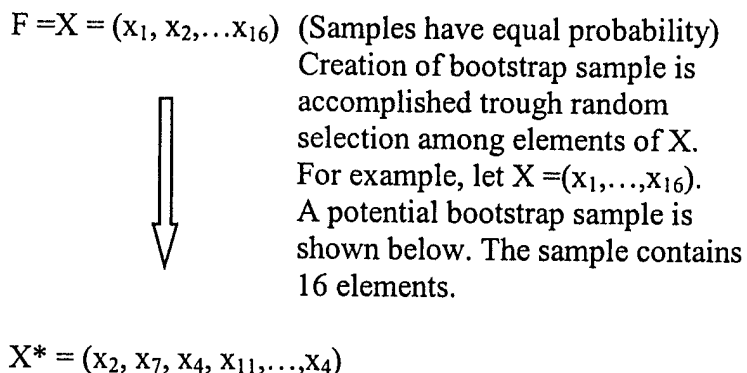 F =X = (x₁, x₂,…x₁₆) (Samples have equal probability)
Creation of bootstrap sample is
accomplished trough random
selection among elements of X.
For example, let X =(x₁,…,x₁₆).
A potential bootstrap sample is
shown below. The sample contains
16 elements.
X* = (x₂, x₇, x₄, x₁₁,…,x₄)